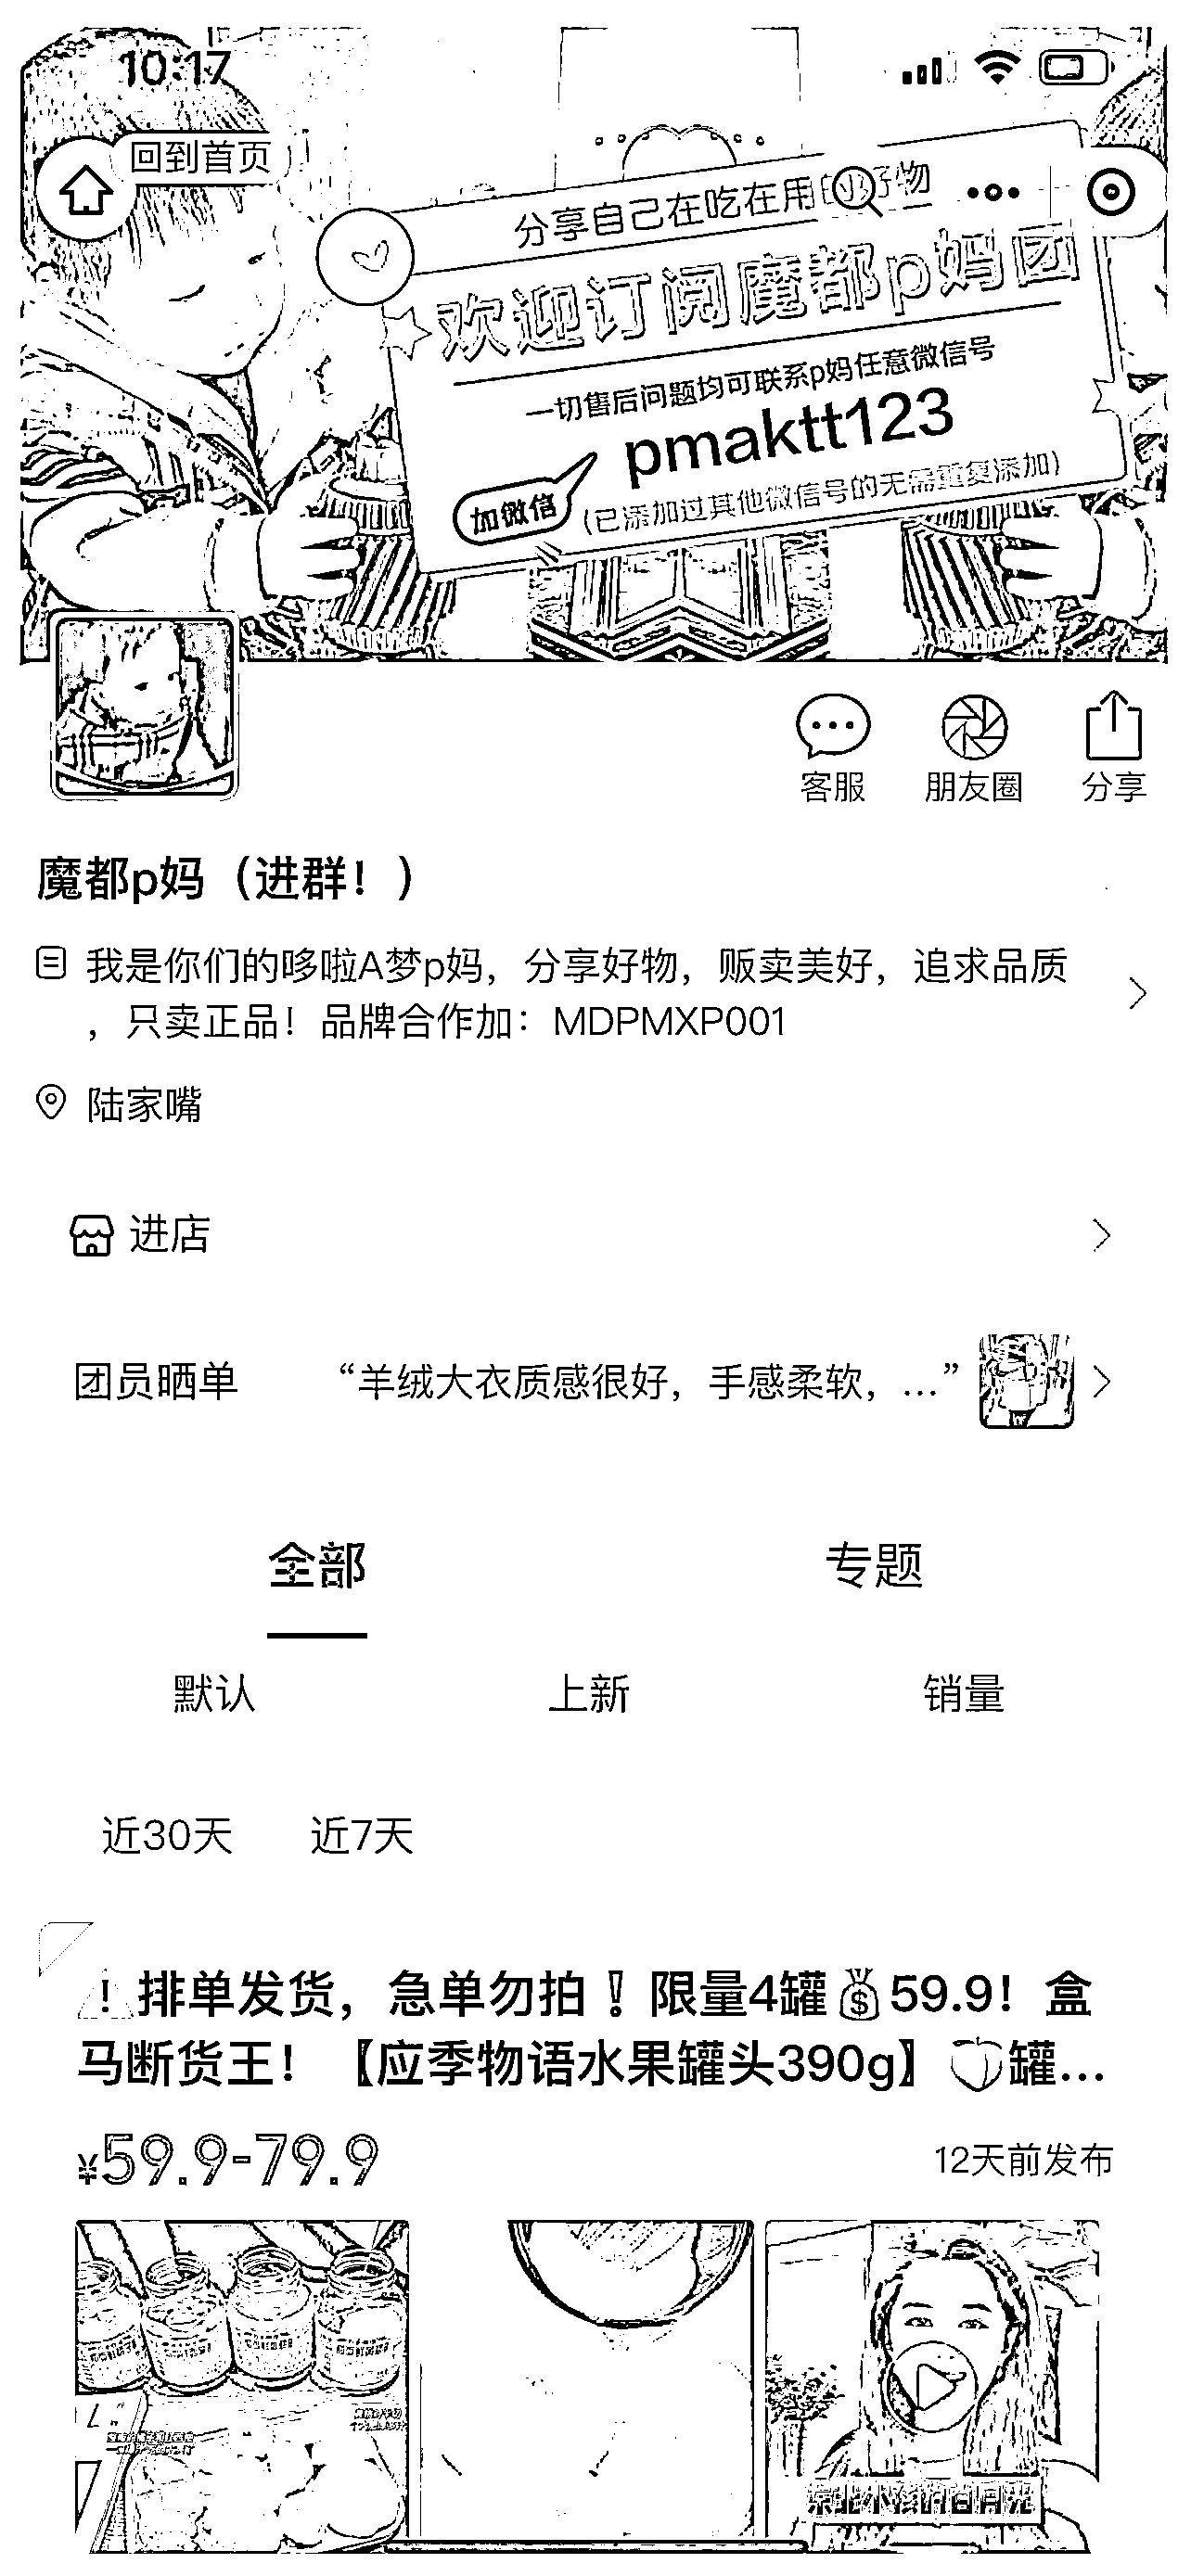 10:17
回到首页
分享自己在吃在用的好物
欢迎订阅魔都p妈团
一切售后问题均可联系p妈任意微信号
pmaktt123
加微信
(已添加过其他微信号的无需重复添加)
客服 朋友圈 分享
魔都p妈（进群！）
我是你们的哆啦A梦p妈，分享好物，贩卖美好，追求品质
，只卖正品！品牌合作加：MDPMXP001
陆家嘴
进店
团员晒单 “羊绒大衣质感很好，手感柔软，...”
全部 专题
默认 上新 销量
近30天 近7天
⚠️排单发货，急单勿拍❗限量4罐💰59.9！盒
马断货王！【应季物语水果罐头390g】🍑罐...
¥59.9-79.9 12天前发布